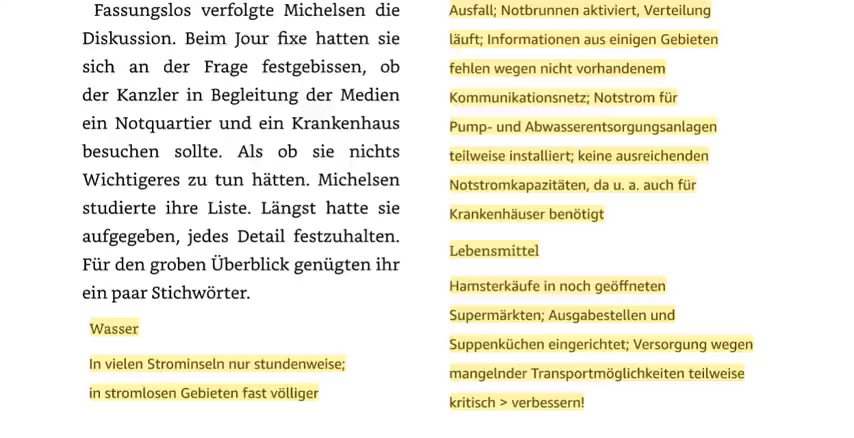 Fassungslos verfolgte Michelsen die
Diskussion. Beim Jour fixe hatten sie
sich an der Frage festgebissen, ob
der Kanzler in Begleitung der Medien
ein Notquartier und ein Krankenhaus
besuchen sollte. Als ob sie nichts
Wichtigeres zu tun hätten. Michelsen
studierte ihre Liste. Längst hatte sie
aufgegeben, jedes Detail festzuhalten.
Für den groben Überblick genügten ihr
ein paar Stichwörter.
Wasser
In vielen Strominseln nur stundenweise;
in stromlosen Gebieten fast völliger
Ausfall; Notbrunnen aktiviert, Verteilung
läuft; Informationen aus einigen Gebieten
fehlen wegen nicht vorhandenem
Kommunikationsnetz; Notstrom für
Pump- und Abwasserentsorgungsanlagen
teilweise installiert; keine ausreichenden
Notstromkapazitäten, da u. a. auch für
Krankenhäuser benötigt
Lebensmittel
Hamsterkäufe in noch geöffneten
Supermärkten; Ausgabestellen und
Suppenküchen eingerichtet; Versorgung wegen
mangelnder Transportmöglichkeiten teilweise
kritisch > verbessern!